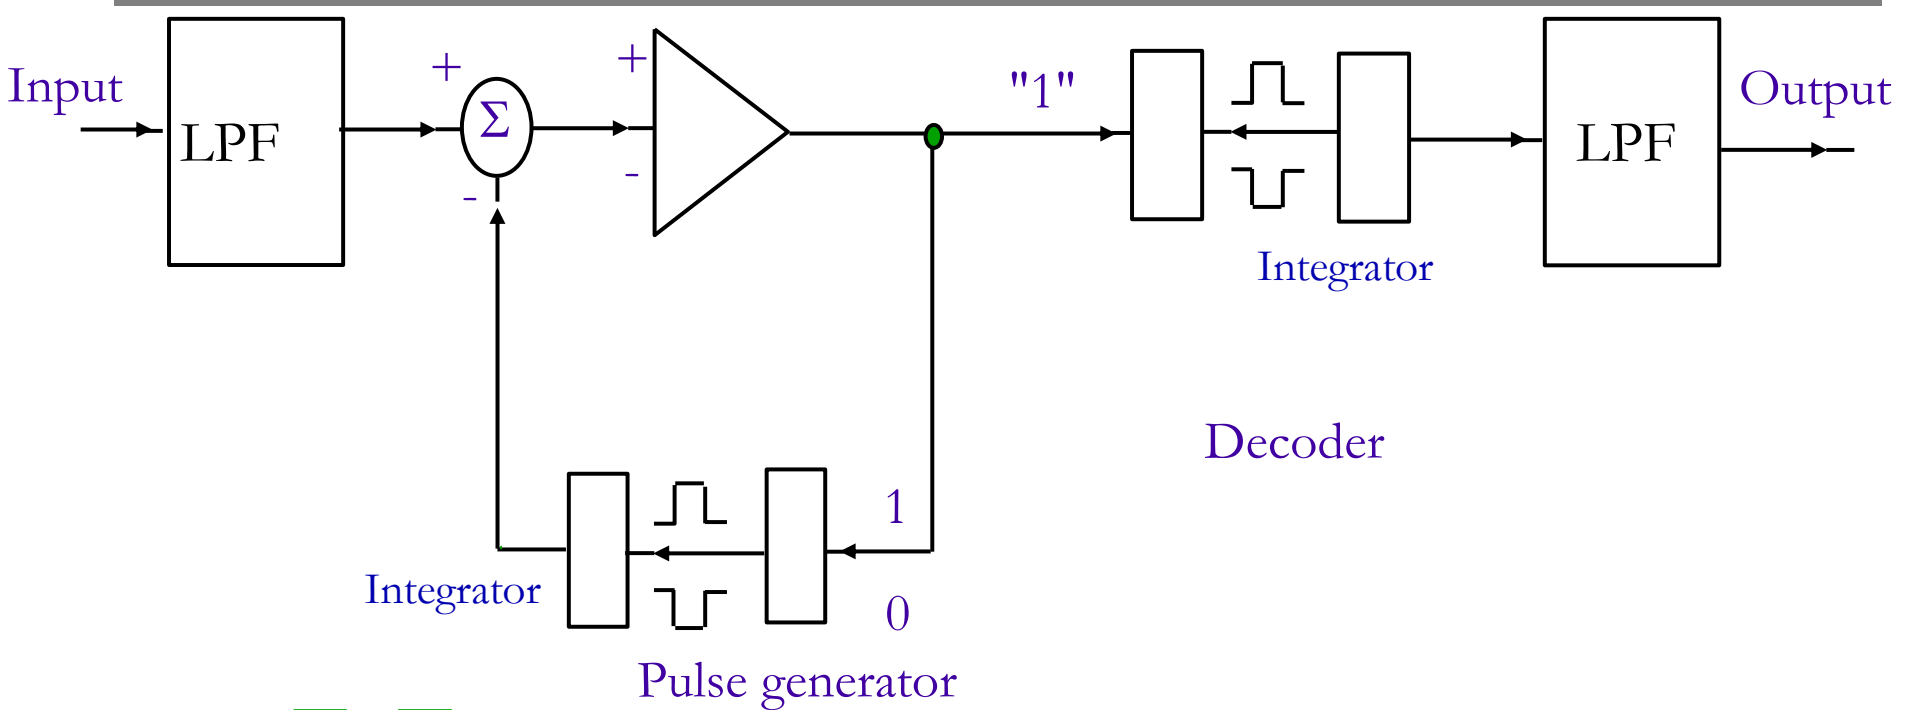 Input
LPF
+
Σ
-
+
-
"1"
Integrator
LPF
Output
Decoder
Integrator
1
0
Pulse generator